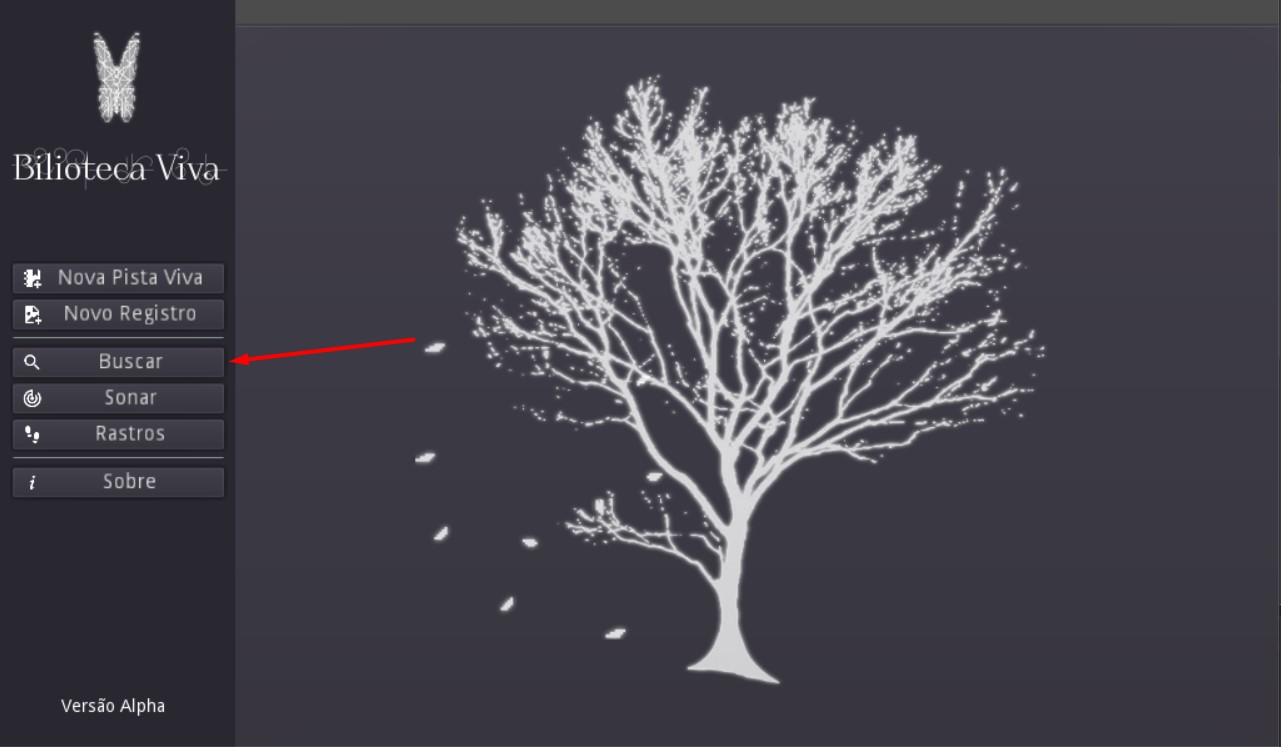 Bilioteca Viva
Nova Pista Viva
Novo Registro
Buscar
Sonar
Rastros
Sobre
Versão Alpha